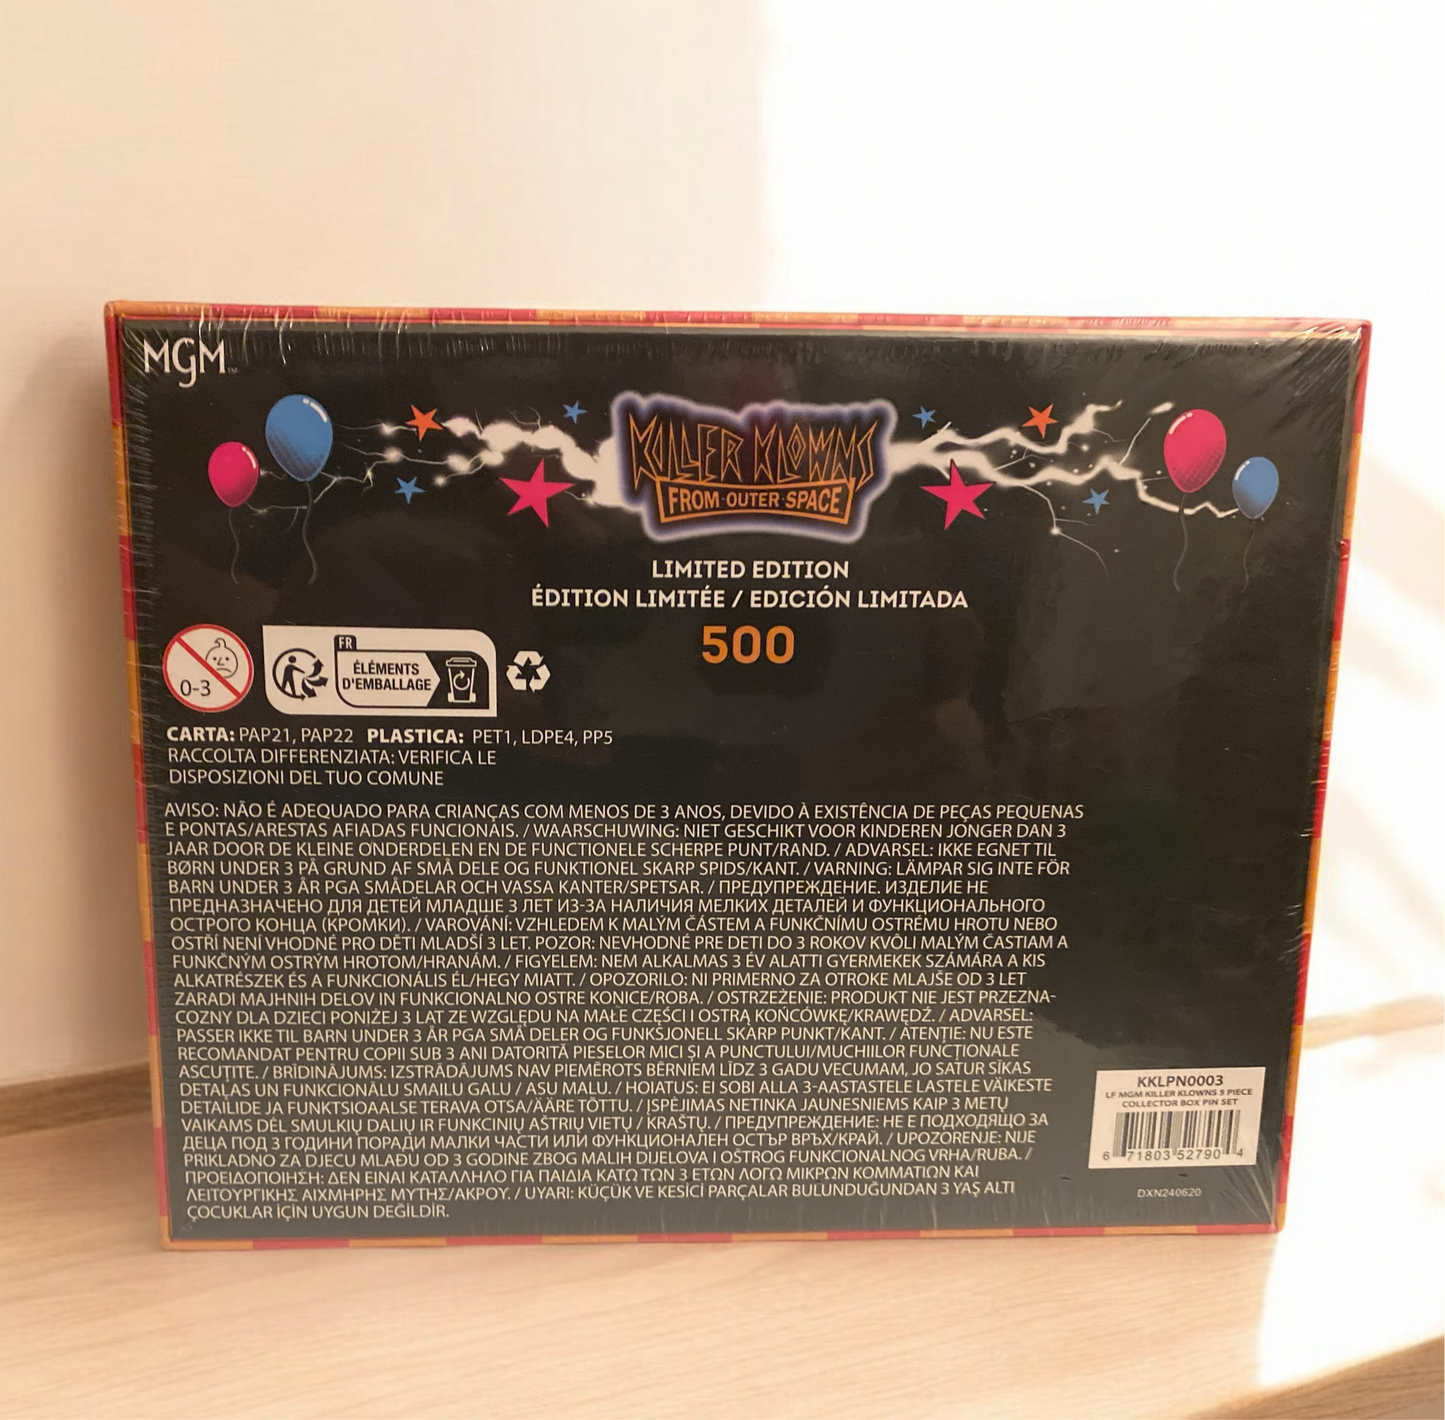 MGM™
KILLER KLOWNS
FROM·OUTER·SPACE
LIMITED EDITION
ÉDITION LIMITÉE / EDICIÓN LIMITADA
500
0-3
FR
ÉLÉMENTS
D'EMBALLAGE
CARTA: PAP21, PAP22 PLASTICA: PET1, LDPE4, PP5
RACCOLTA DIFFERENZIATA: VERIFICA LE
DISPOSIZIONI DEL TUO COMUNE
AVISO: NÃO É ADEQUADO PARA CRIANÇAS COM MENOS DE 3 ANOS, DEVIDO À EXISTÊNCIA DE PEÇAS PEQUENAS
E PONTAS/ARESTAS AFIADAS FUNCIONAIS. / WAARSCHUWING: NIET GESCHIKT VOOR KINDEREN JONGER DAN 3
JAAR DOOR DE KLEINE ONDERDELEN EN DE FUNCTIONELE SCHERPE PUNT/RAND. / ADVARSEL: IKKE EGNET TIL
BØRN UNDER 3 PÅ GRUND AF SMÅ DELE OG FUNKTIONEL SKARP SPIDS/KANT. / VARNING: LÄMPAR SIG INTE FÖR
BARN UNDER 3 ÅR PGA SMÅDELAR OCH VASSA KANTER/SPETSAR. / ПРЕДУПРЕЖДЕНИЕ. ИЗДЕЛИЕ НЕ
ПРЕДНАЗНАЧЕНО ДЛЯ ДЕТЕЙ МЛАДШЕ 3 ЛЕТ ИЗ-ЗА НАЛИЧИЯ МЕЛКИХ ДЕТАЛЕЙ И ФУНКЦИОНАЛЬНОГО
ОСТРОГО КОНЦА (КРОМКИ). / VAROVÁNÍ: VZHLEDEM K MALÝM ČÁSTEM A FUNKČNÍMU OSTRÉMU HROTU NEBO
OSTŘÍ NENÍ VHODNÉ PRO DĚTI MLADŠÍ 3 LET. POZOR: NEVHODNÉ PRE DETI DO 3 ROKOV KVÔLI MALÝM ČASTIAM A
FUNKČNÝM OSTRÝM HROTOM/HRANÁM. / FIGYELEM: NEM ALKALMAS 3 ÉV ALATTI GYERMEKEK SZÁMÁRA A KIS
ALKATRÉSZEK ÉS A FUNKCIONÁLIS ÉL/HEGY MIATT. / OPOZORILO: NI PRIMERNO ZA OTROKE MLAJŠE OD 3 LET
ZARADI MAJHNIH DELOV IN FUNKCIONALNO OSTRE KONICE/ROBA. / OSTRZEŻENIE: PRODUKT NIE JEST PRZEZNA-
CZONY DLA DZIECI PONIŻEJ 3 LAT ZE WZGLĘDU NA MAŁE CZĘŚCI I OSTRĄ KOŃCÓWKĘ/KRAWĘDŹ. / ADVARSEL:
PASSER IKKE TIL BARN UNDER 3 ÅR PGA SMÅ DELER OG FUNKSJONELL SKARP PUNKT/KANT. / ATENȚIE: NU ESTE
RECOMANDAT PENTRU COPII SUB 3 ANI DATORITĂ PIESELOR MICI ȘI A PUNCTULUI/MUCHIILOR FUNCȚIONALE
ASCUȚITE. / BRĪDINĀJUMS: IZSTRĀDĀJUMS NAV PIEMĒROTS BĒRNIEM LĪDZ 3 GADU VECUMAM, JO SATUR SĪKAS
DETAĻAS UN FUNKCIONĀLU SMAILU GALU / ASU MALU. / HOIATUS: EI SOBI ALLA 3-AASTASTELE LASTELE VÄIKESTE
DETAILIDE JA FUNKTSIOAALSE TERAVA OTSA/ÄÄRE TÕTTU. / ĮSPĖJIMAS NETINKA JAUNESNIEMS KAIP 3 METŲ
VAIKAMS DĖL SMULKIŲ DALIŲ IR FUNKCINIŲ AŠTRIŲ VIETŲ / KRAŠTŲ. / ПРЕДУПРЕЖДЕНИЕ: НЕ Е ПОДХОДЯЩО ЗА
ДЕЦА ПОД 3 ГОДИНИ ПОРАДИ МАЛКИ ЧАСТИ ИЛИ ФУНКЦИОНАЛЕН ОСТЪР ВРЪХ/КРАЙ. / UPOZORENJE: NIJE
PRIKLADNO ZA DJECU MLAĐU OD 3 GODINE ZBOG MALIH DIJELOVA I OŠTROG FUNKCIONALNOG VRHA/RUBA. /
ΠΡΟΕΙΔΟΠΟΙΗΣΗ: ΔΕΝ ΕΙΝΑΙ ΚΑΤΑΛΛΗΛΟ ΓΙΑ ΠΑΙΔΙΑ ΚΑΤΩ ΤΩΝ 3 ΕΤΩΝ ΛΟΓΩ ΜΙΚΡΩΝ ΚΟΜΜΑΤΙΩΝ ΚΑΙ
ΛΕΙΤΟΥΡΓΙΚΗΣ ΑΙΧΜΗΡΗΣ ΜΥΤΗΣ/ΑΚΡΟΥ. / UYARI: KÜÇÜK VE KESİCİ PARÇALAR BULUNDUĞUNDAN 3 YAŞ ALTI
ÇOCUKLAR İÇİN UYGUN DEĞİLDİR.
KKLPN0003
LF MGM KILLER KLOWNS 5 PIECE
COLLECTOR BOX PIN SET
6 71803 52790 4
DXN240620